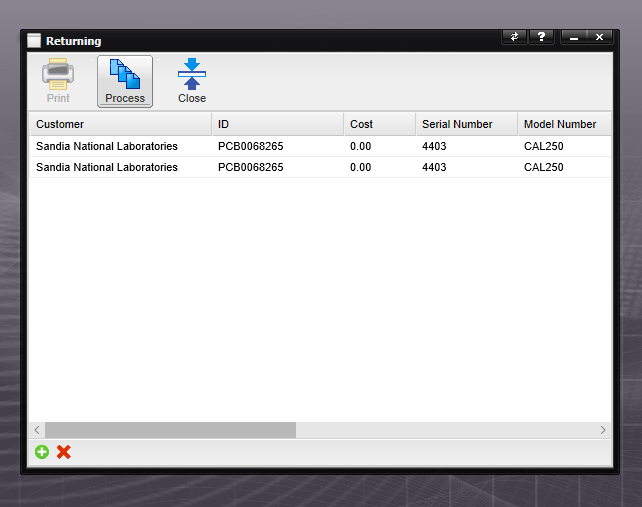 Returning
Print Process Close
Customer ID Cost Serial Number Model Number
Sandia National Laboratories PCB0068265 0.00 4403 CAL250
Sandia National Laboratories PCB0068265 0.00 4403 CAL250